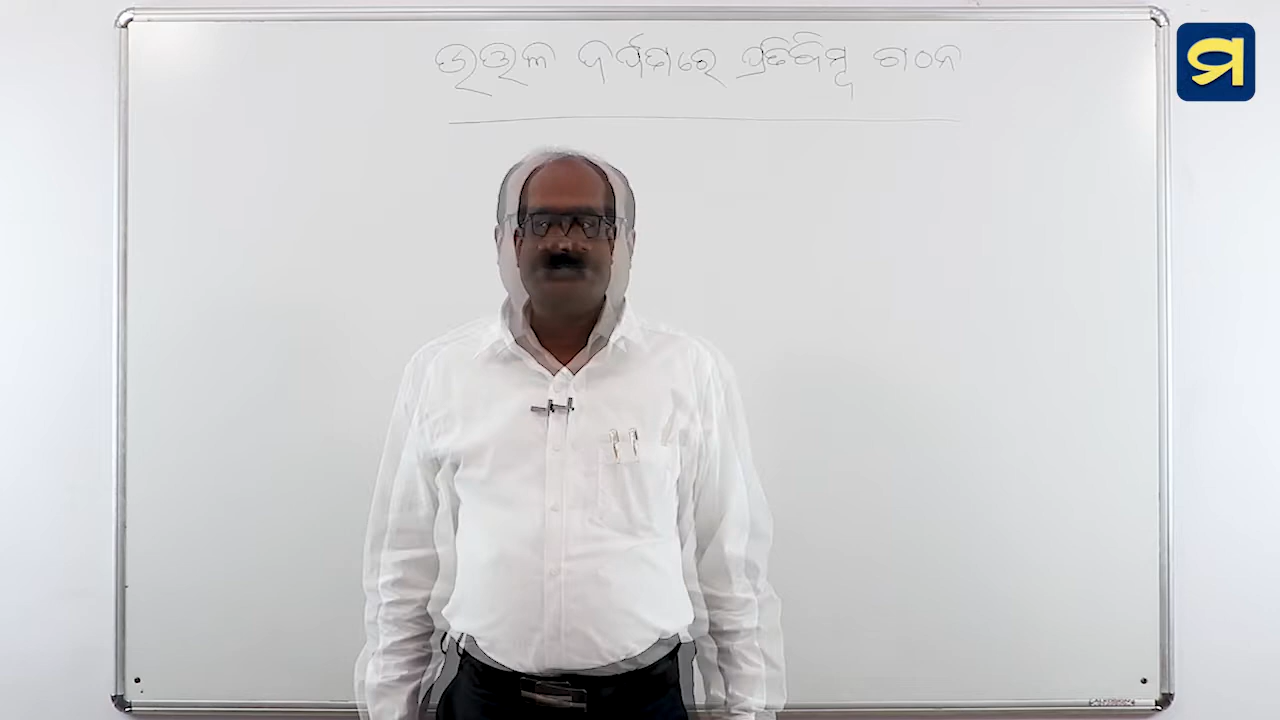 ଉତ୍ତଳ ଦର୍ପଣରେ ପ୍ରତିବିମ୍ବ ଗଠନ
ମ